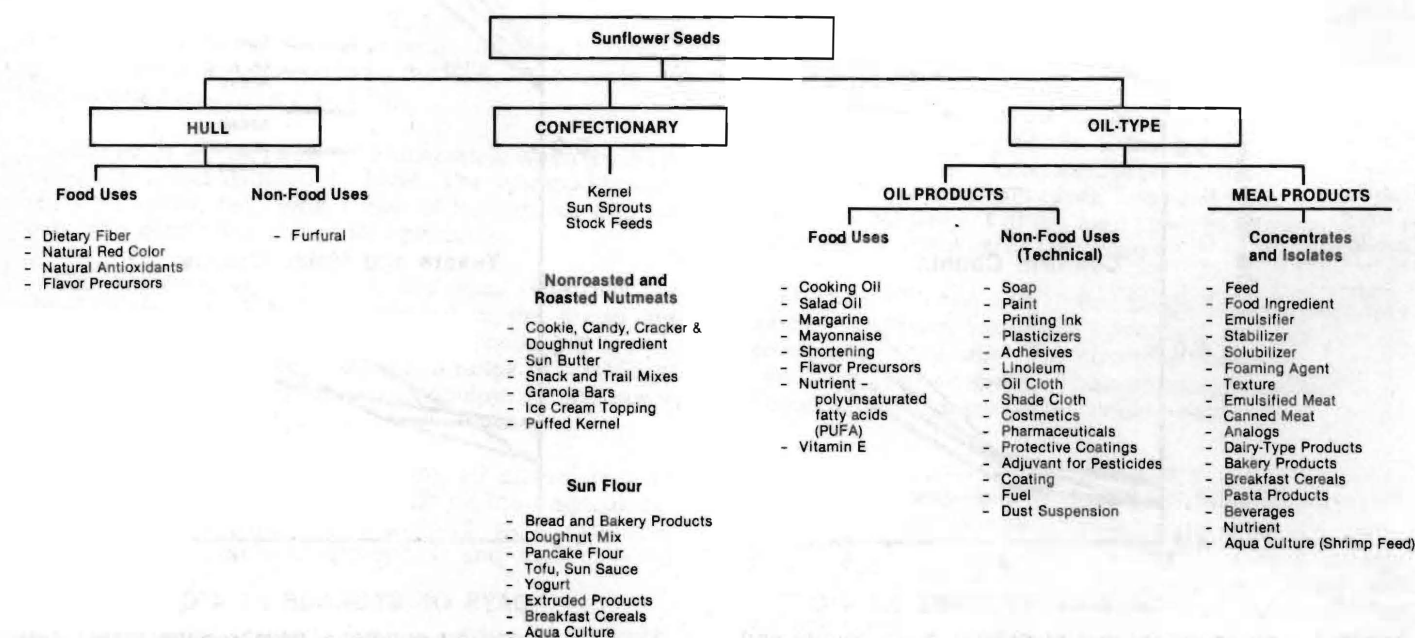 Sunflower Seeds
HULL
CONFECTIONARY
OIL-TYPE
Food Uses
- Dietary Fiber
- Natural Red Color
- Natural Antioxidants
- Flavor Precursors
Non-Food Uses
- Furfural
Kernel
Sun Sprouts
Stock Feeds
Nonroasted and
Roasted Nutmeats
- Cookie, Candy, Cracker &
Doughnut Ingredient
- Sun Butter
- Snack and Trail Mixes
- Granola Bars
- Ice Cream Topping
- Puffed Kernel
Sun Flour
- Bread and Bakery Products
- Doughnut Mix
- Pancake Flour
- Tofu, Sun Sauce
- Yogurt
- Extruded Products
- Breakfast Cereals
- Aqua Culture
OIL PRODUCTS
Food Uses
- Cooking Oil
- Salad Oil
- Margarine
- Mayonnaise
- Shortening
- Flavor Precursors
- Nutrient –
polyunsaturated
fatty acids
(PUFA)
- Vitamin E
Non-Food Uses
(Technical)
- Soap
- Paint
- Printing Ink
- Plasticizers
- Adhesives
- Linoleum
- Oil Cloth
- Shade Cloth
- Costmetics
- Pharmaceuticals
- Protective Coatings
- Adjuvant for Pesticides
- Coating
- Fuel
- Dust Suspension
MEAL PRODUCTS
Concentrates
and Isolates
- Feed
- Food Ingredient
- Emulsifier
- Stabilizer
- Solubilizer
- Foaming Agent
- Texture
- Emulsified Meat
- Canned Meat
- Analogs
- Dairy-Type Products
- Bakery Products
- Breakfast Cereals
- Pasta Products
- Beverages
- Nutrient
- Aqua Culture (Shrimp Feed)